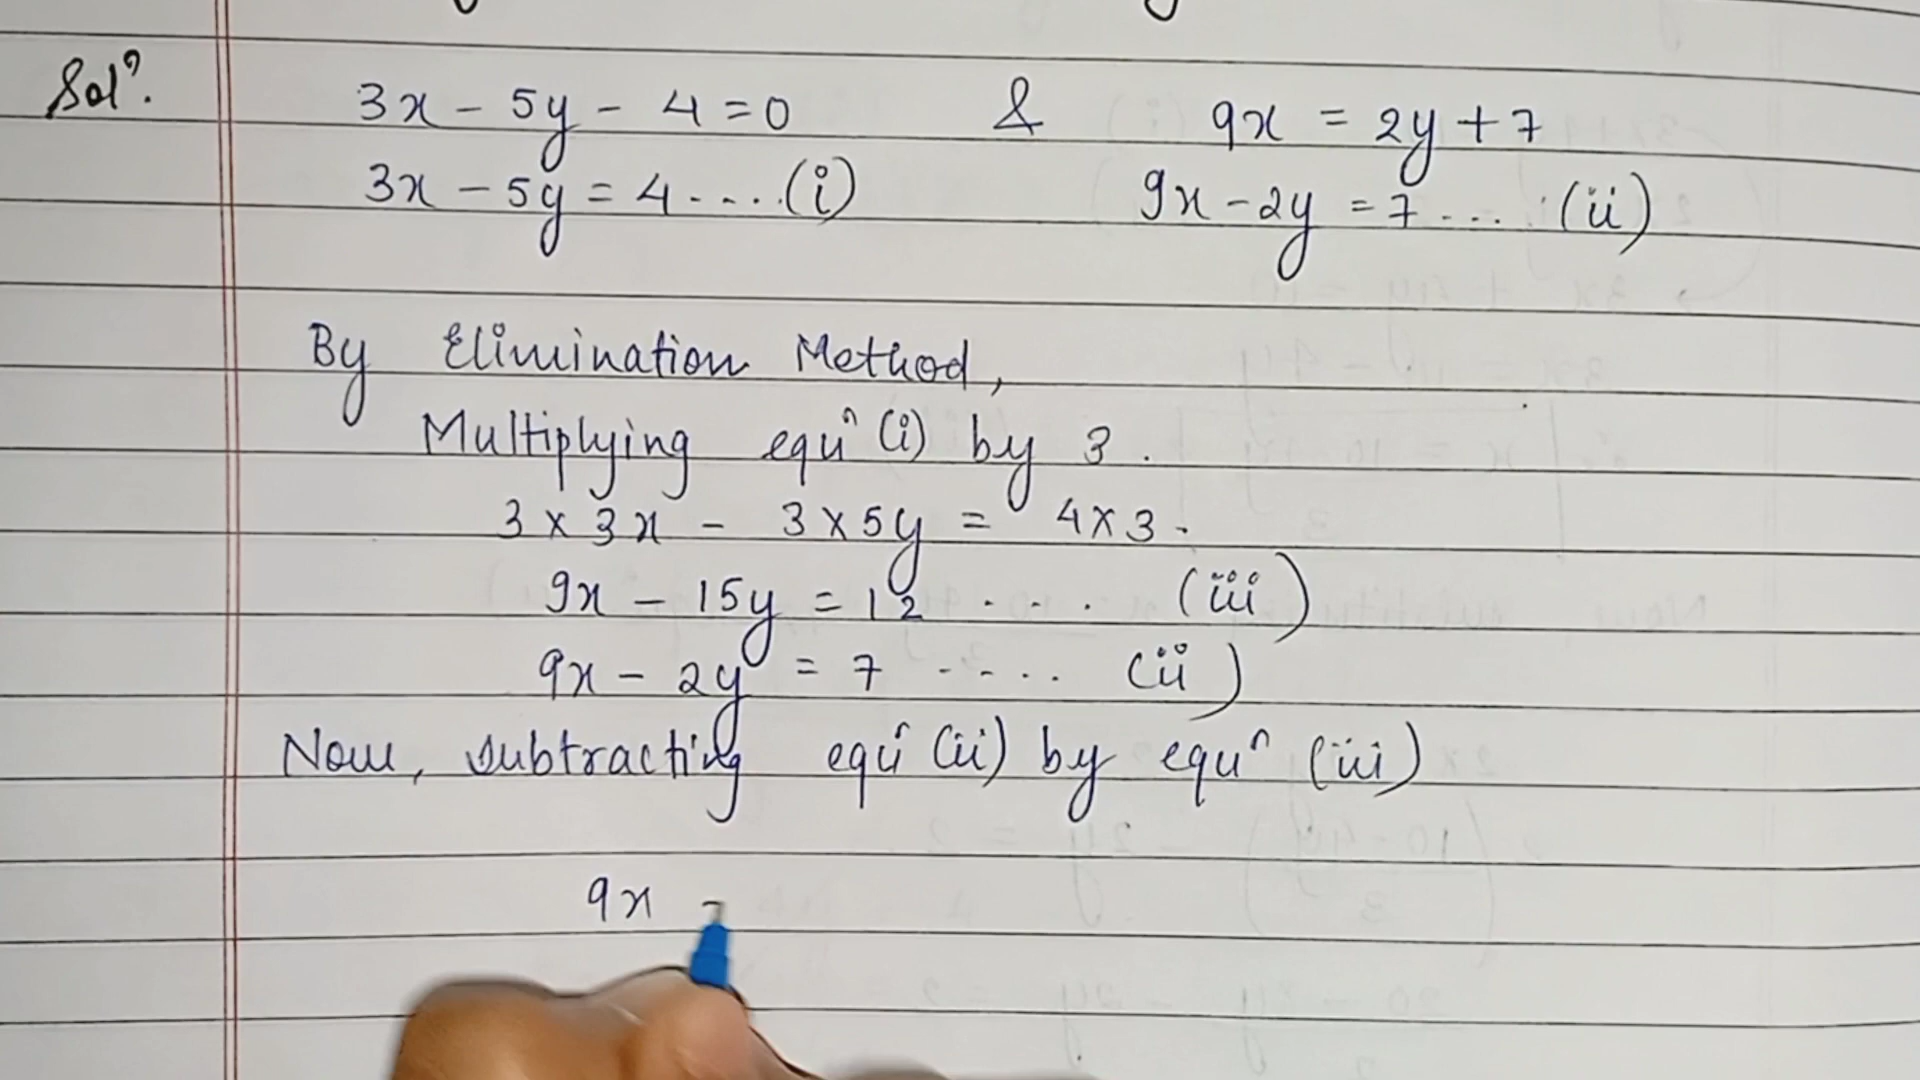 Solⁿ.
3x - 5y - 4 = 0 & 9x = 2y + 7
3x - 5y = 4 ....(i) 9x - 2y = 7 ....(ii)
By Elimination Method,
Multiplying equⁿ (i) by 3.
3 × 3x - 3 × 5y = 4 × 3.
9x - 15y = 12 .... (iii)
9x - 2y = 7 ..... (ii)
Now, subtracting equⁿ (ii) by equⁿ (iii)
9x -